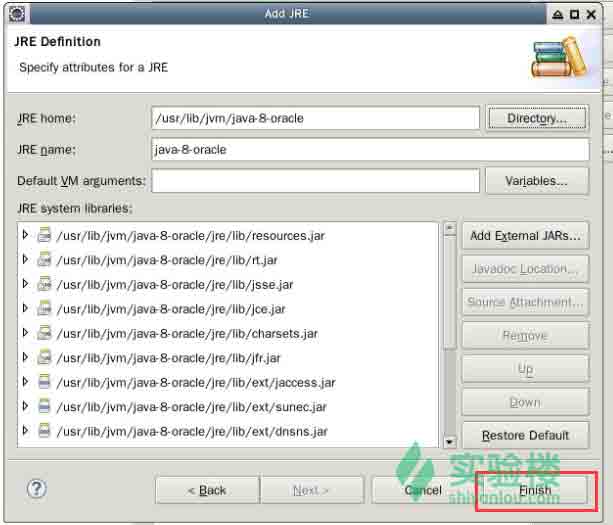 Add JRE
JRE Definition
Specify attributes for a JRE
JRE home: /usr/lib/jvm/java-8-oracle Directory...
JRE name: java-8-oracle
Default VM arguments: Variables...
JRE system libraries:
/usr/lib/jvm/java-8-oracle/jre/lib/resources.jar Add External JARs...
/usr/lib/jvm/java-8-oracle/jre/lib/rt.jar Javadoc Location...
/usr/lib/jvm/java-8-oracle/jre/lib/jsse.jar Source Attachment...
/usr/lib/jvm/java-8-oracle/jre/lib/jce.jar
/usr/lib/jvm/java-8-oracle/jre/lib/charsets.jar Remove
/usr/lib/jvm/java-8-oracle/jre/lib/jfr.jar Up
/usr/lib/jvm/java-8-oracle/jre/lib/ext/jaccess.jar
/usr/lib/jvm/java-8-oracle/jre/lib/ext/sunec.jar Down
/usr/lib/jvm/java-8-oracle/jre/lib/ext/dnsns.jar Restore Default
实验楼
shiyanlou.com
? < Back Next > Cancel Finish